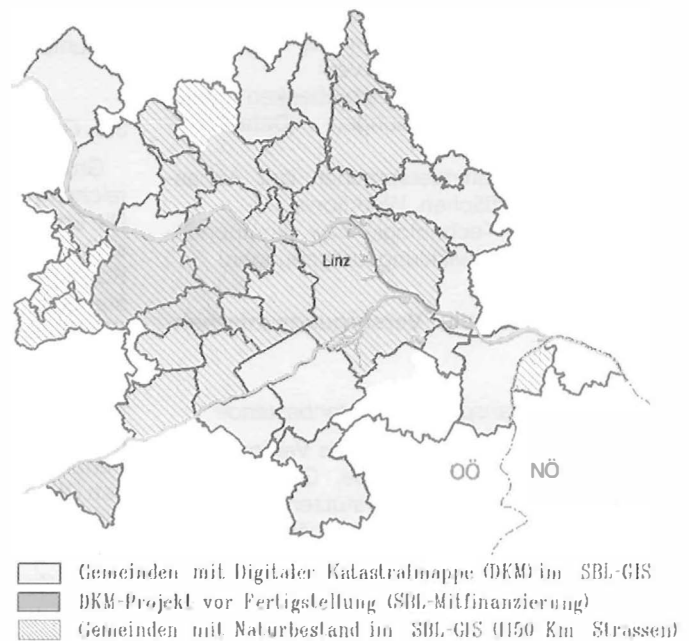 Linz
OÖ NÖ
Gemeinden mit Digitaler Katastralmappe (DKM) im SBL-GIS
DKM-Projekt vor Fertigstellung (SBL-Mitfinanzierung)
Gemeinden mit Naturbestand im SBL-GIS (1150 Km Strassen)